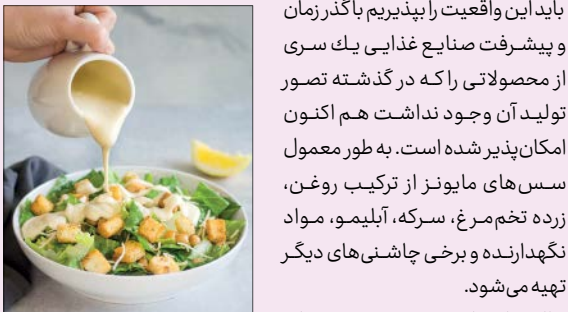 باید این واقعیت را بپذیریم با گذر زمان
و پیشرفت صنایع غذایی یك سری
از محصولاتی را که در گذشته تصور
تولید آن وجود نداشت هم اکنون
امکان‌پذیر شده است. به طور معمول
سس‌های مایونز از ترکیب روغن،
زرده تخم‌مرغ، سرکه، آبلیمو، مواد
نگهدارنده و برخی چاشنی‌های دیگر
تهیه می‌شود.